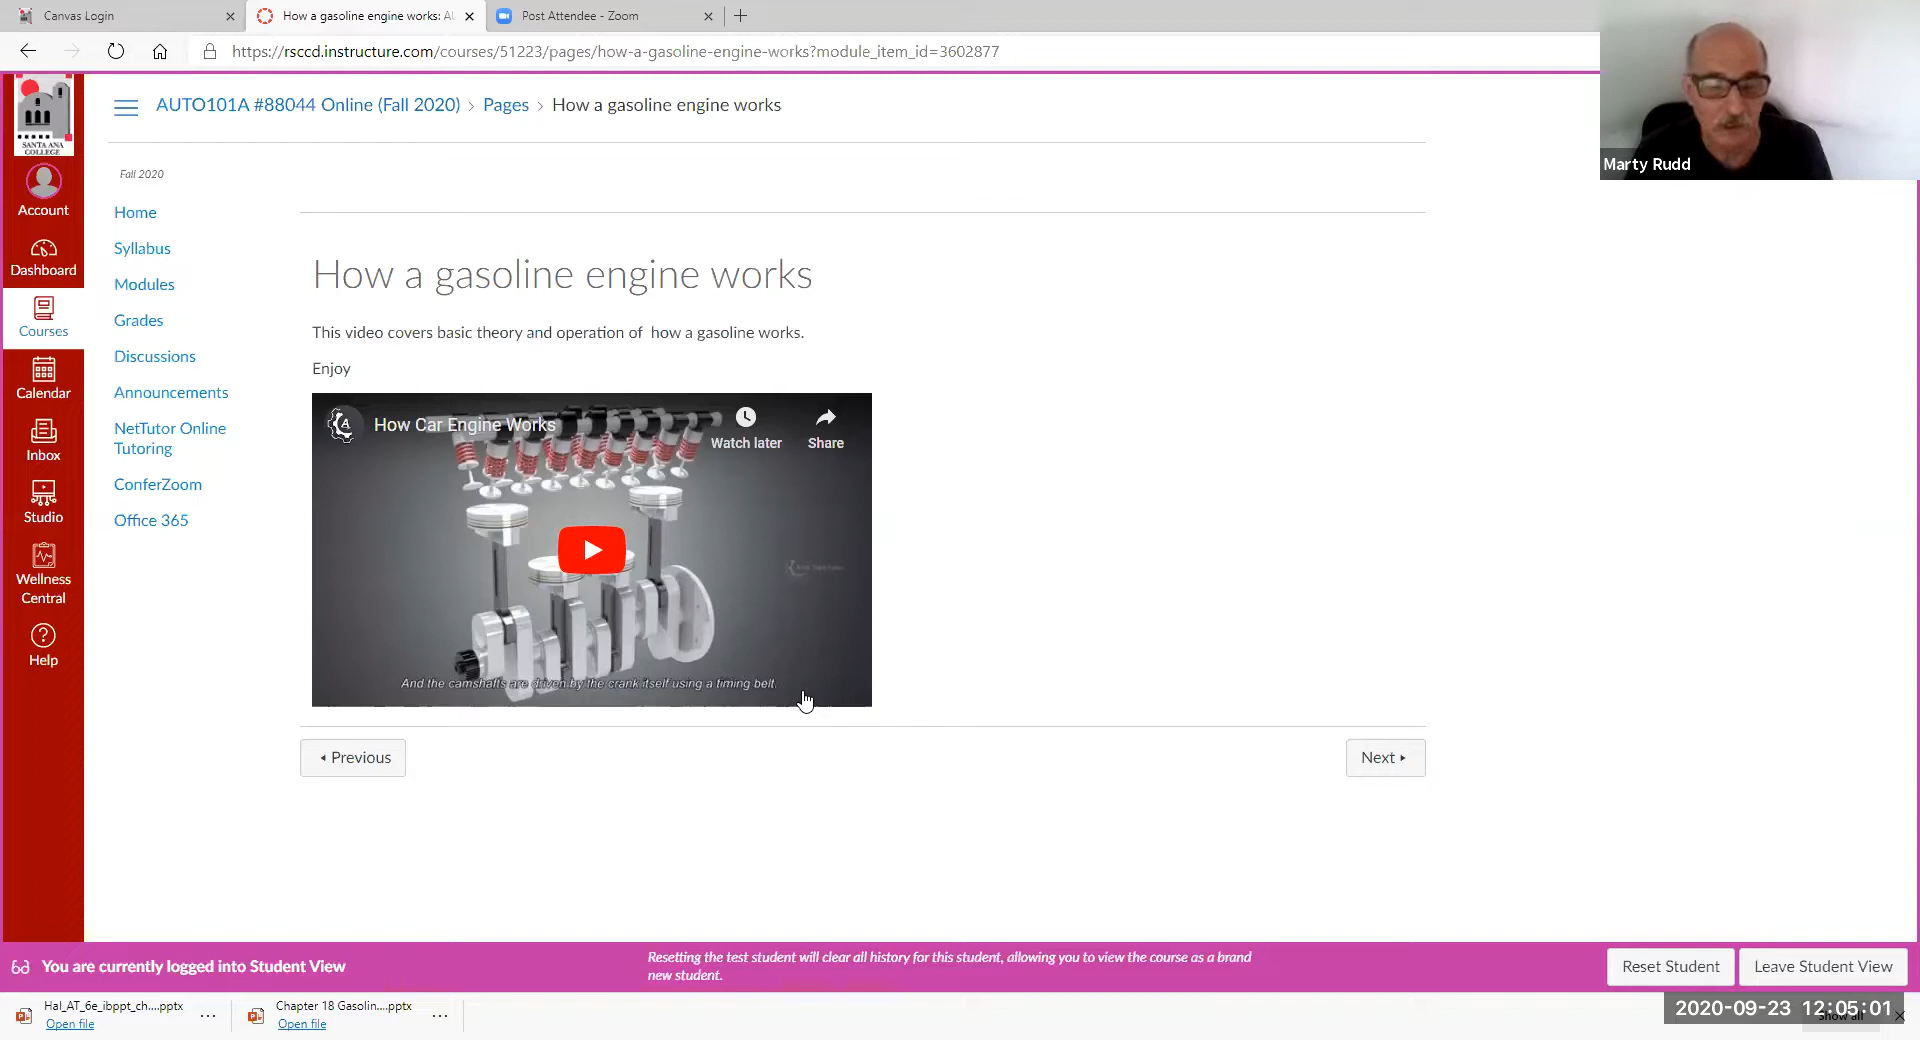 Canvas Login
How a gasoline engine works: AU
Post Attendee - Zoom
https://rsccd.instructure.com/courses/51223/pages/how-a-gasoline-engine-works?module_item_id=3602877
Marty Rudd
SANTA ANA
COLLEGE
Account
Dashboard
Courses
Calendar
Inbox
Studio
Wellness
Central
Help
AUTO101A #88044 Online (Fall 2020) > Pages > How a gasoline engine works
Fall 2020
Home
Syllabus
Modules
Grades
Discussions
Announcements
NetTutor Online
Tutoring
ConferZoom
Office 365
How a gasoline engine works
This video covers basic theory and operation of  how a gasoline works.
Enjoy
How Car Engine Works
Watch later
Share
And the camshafts are driven by the crank itself using a timing belt.
Previous
Next
You are currently logged into Student View
Resetting the test student will clear all history for this student, allowing you to view the course as a brand
new student.
Reset Student
Leave Student View
Hal_AT_6e_ibppt_ch....pptx
Open file
Chapter 18 Gasolin....pptx
Open file
2020-09-23 12:05:01
Show all